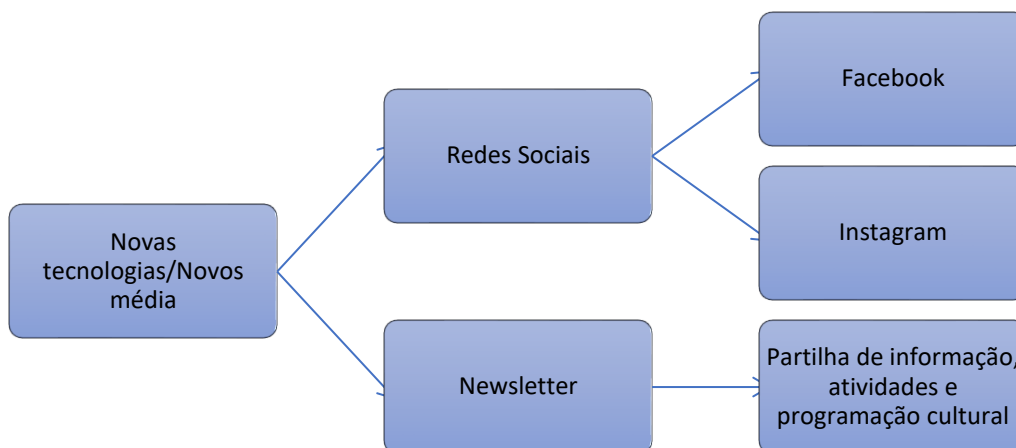 Novas
tecnologias/Novos
média
Redes Sociais
Facebook
Instagram
Newsletter
Partilha de informação,
atividades e
programação cultural